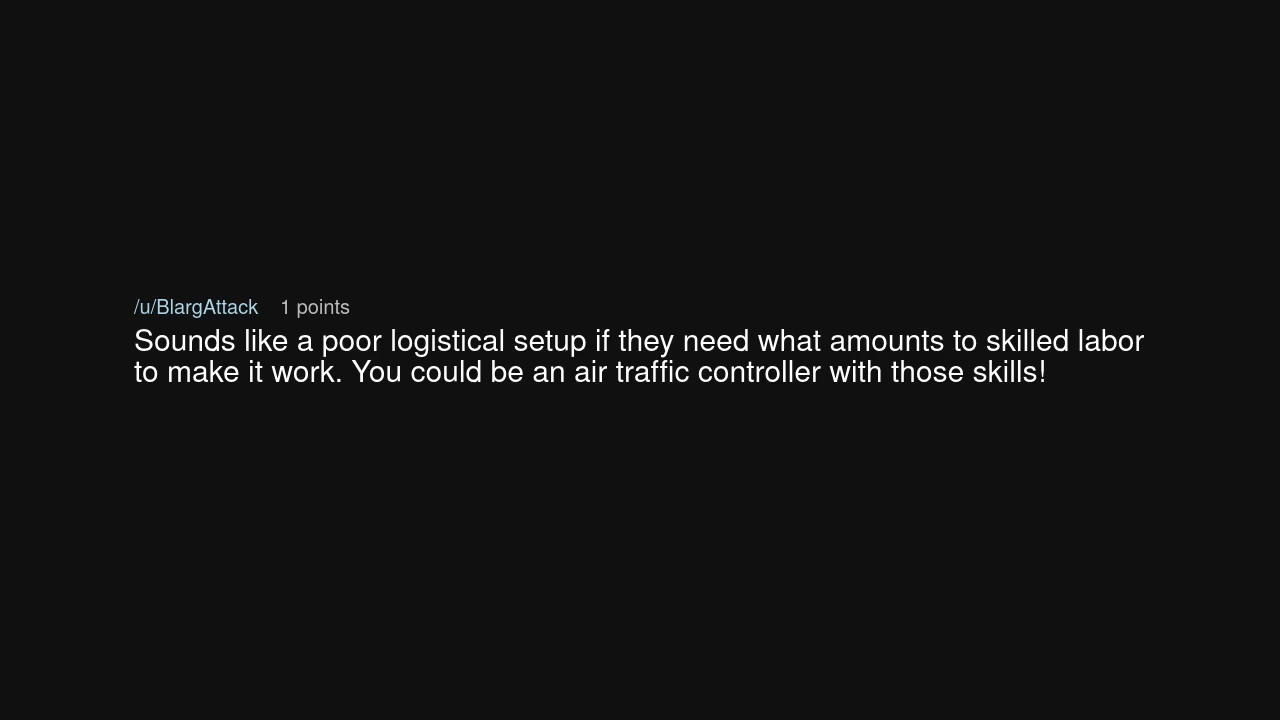 /u/BlargAttack 1 points
Sounds like a poor logistical setup if they need what amounts to skilled labor
to make it work. You could be an air traffic controller with those skills!